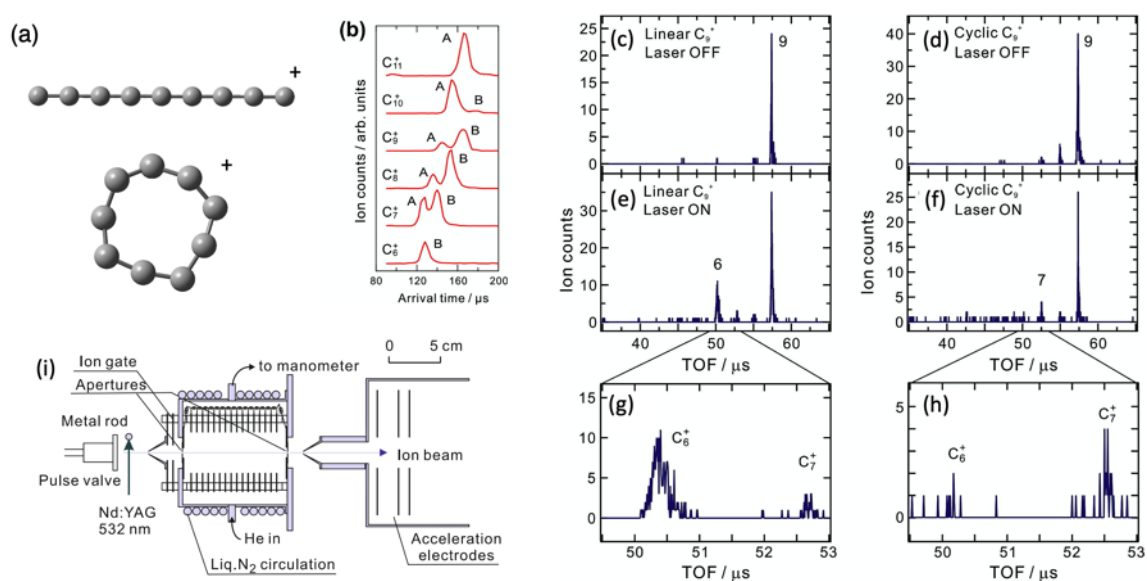 (a)
+
+
(b)
Ion counts / arb. units
A
C₁₁⁺
A
B
C₁₀⁺
A
B
C₉⁺
A
B
C₈⁺
A
B
C₇⁺
B
C₆⁺
80 120 160 200
Arrival time / μs
(c) Linear C₉⁺
Laser OFF
9
25
20
15
10
5
0
(d) Cyclic C₉⁺
Laser OFF
9
40
30
20
10
0
(e) Linear C₉⁺
Laser ON
6
30
20
10
0
40 50 60
TOF / μs
Ion counts
(f) Cyclic C₉⁺
Laser ON
7
25
20
15
10
5
0
40 50 60
TOF / μs
(g)
C₆⁺
C₇⁺
15
10
5
0
50 51 52 53
TOF / μs
(h)
C₆⁺
C₇⁺
4
2
0
50 51 52 53
TOF / μs
(i)
Ion gate
Apertures
Metal rod
Pulse valve
Nd:YAG
532 nm
to manometer
0 5 cm
Ion beam
He in
Liq.N₂ circulation
Acceleration
electrodes